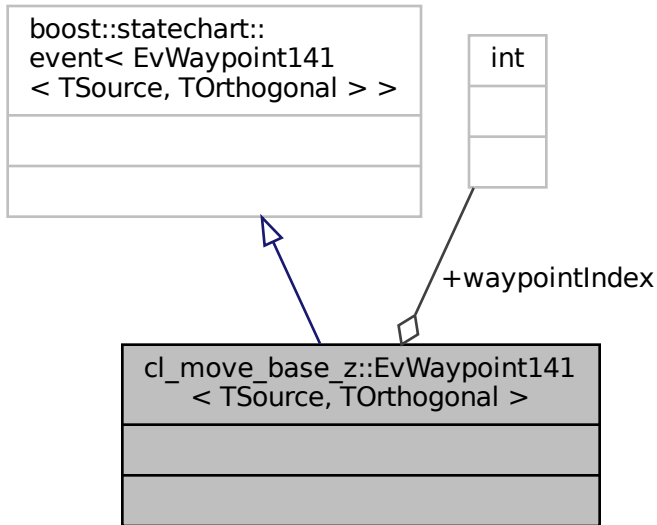 boost::statechart::
event< EvWaypoint141
< TSource, TOrthogonal > >
int
+waypointIndex
cl_move_base_z::EvWaypoint141
< TSource, TOrthogonal >